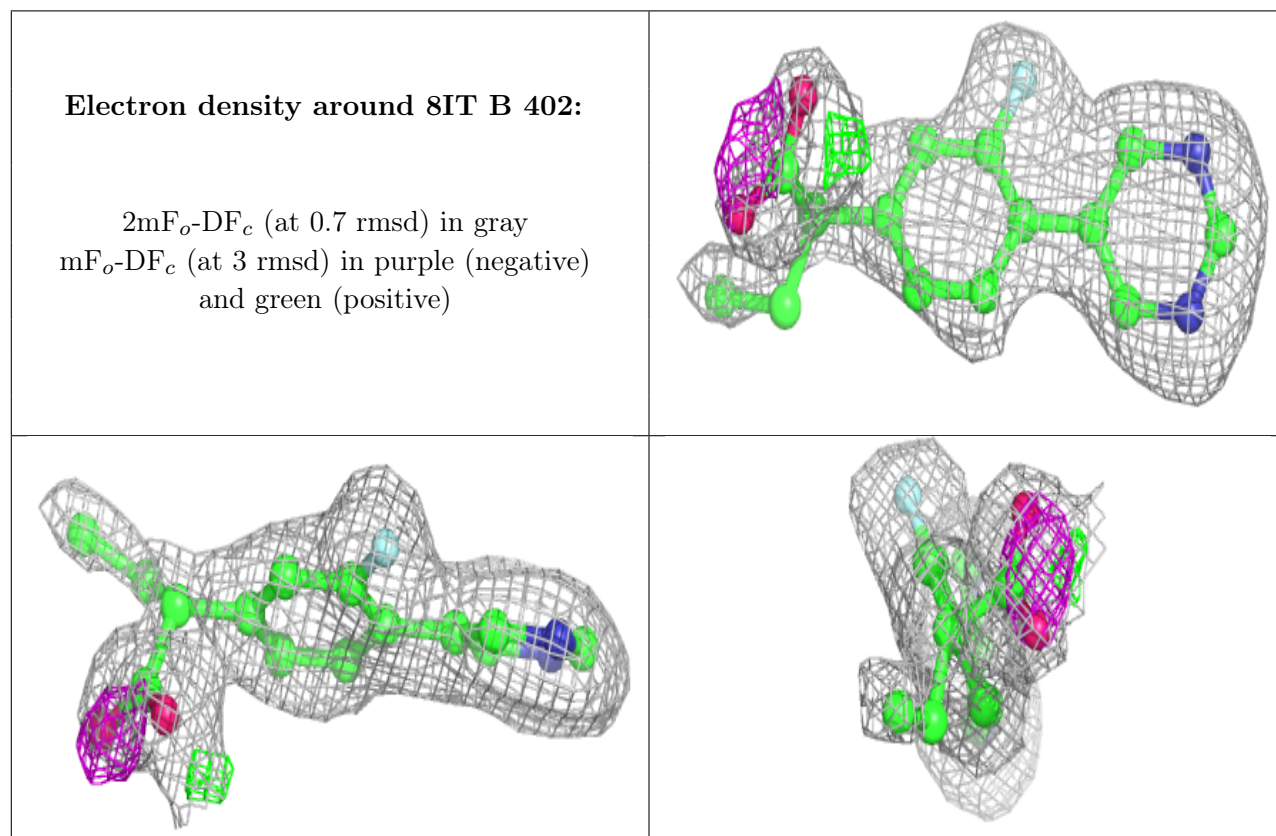 Electron density around 8IT B 402:
2mFo-DFc (at 0.7 rmsd) in gray
mFo-DFc (at 3 rmsd) in purple (negative)
and green (positive)